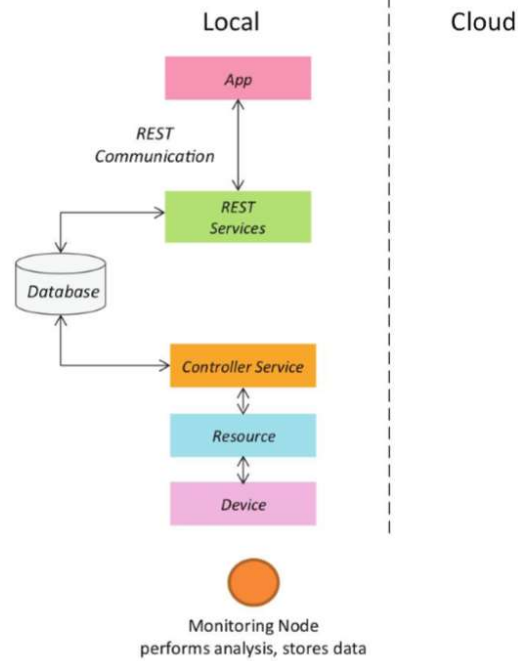 Local
Cloud
App
REST
Communication
REST
Services
Database
Controller Service
Resource
Device
Monitoring Node
performs analysis, stores data